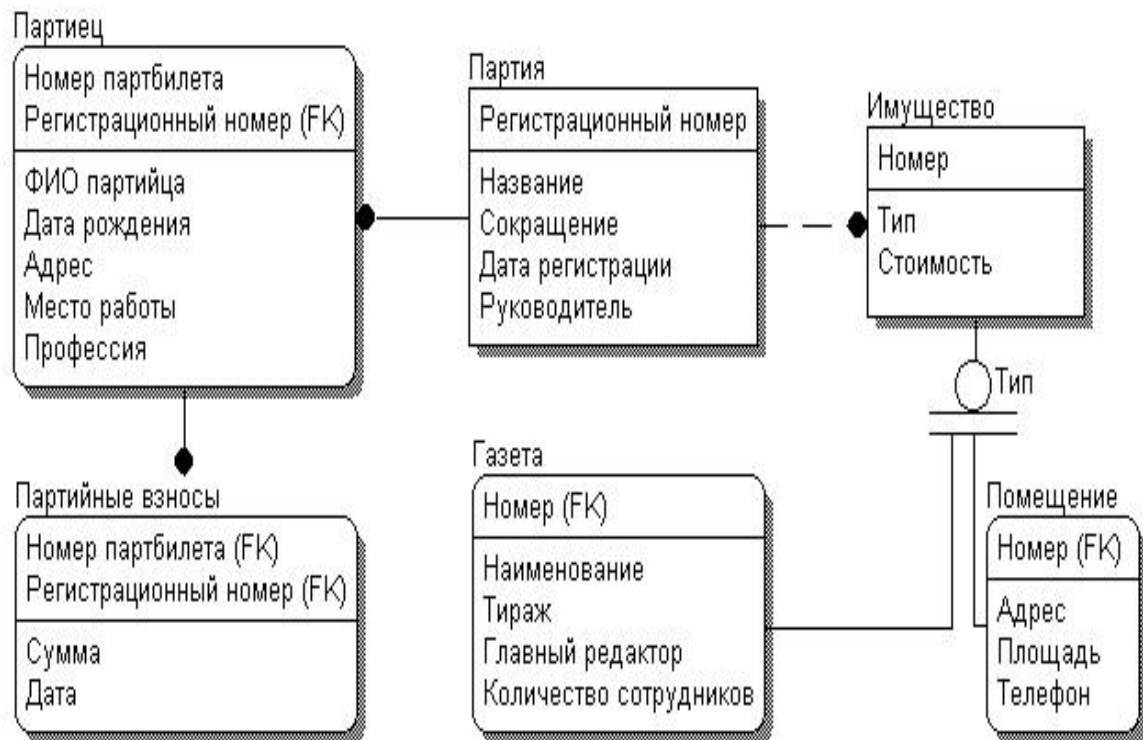 Партиец
Номер партбилета
Регистрационный номер (FK)
ФИО партийца
Дата рождения
Адрес
Место работы
Профессия
Партия
Регистрационный номер
Название
Сокращение
Дата регистрации
Руководитель
Имущество
Номер
Тип
Стоимость
Тип
Партийные взносы
Номер партбилета (FK)
Регистрационный номер (FK)
Сумма
Дата
Газета
Номер (FK)
Наименование
Тираж
Главный редактор
Количество сотрудников
Помещение
Номер (FK)
Адрес
Площадь
Телефон